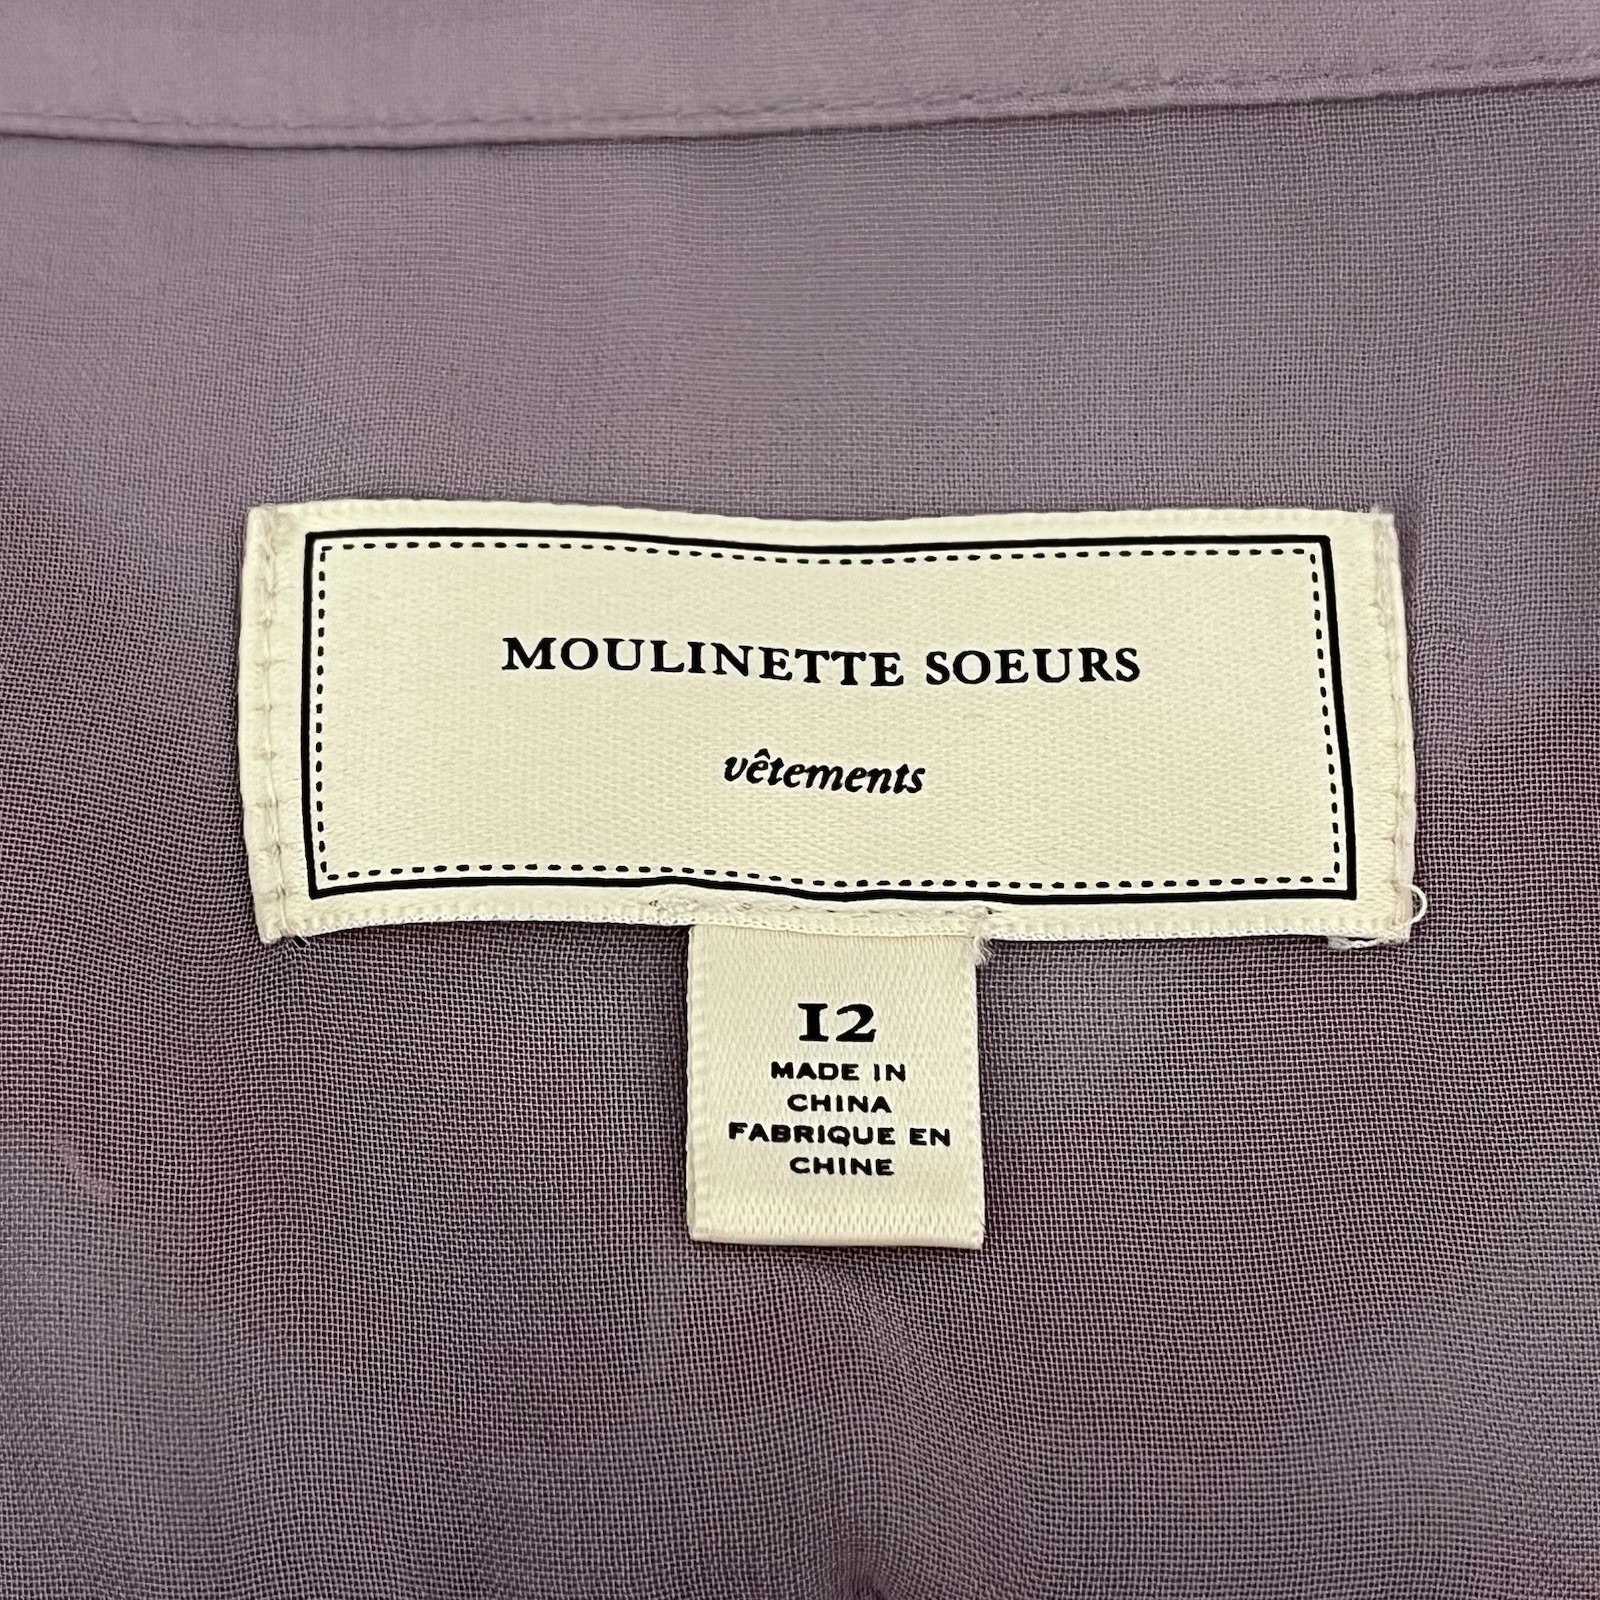 MOULINETTE SOEURS
vêtements
12
MADE IN
CHINA
FABRIQUE EN
CHINE